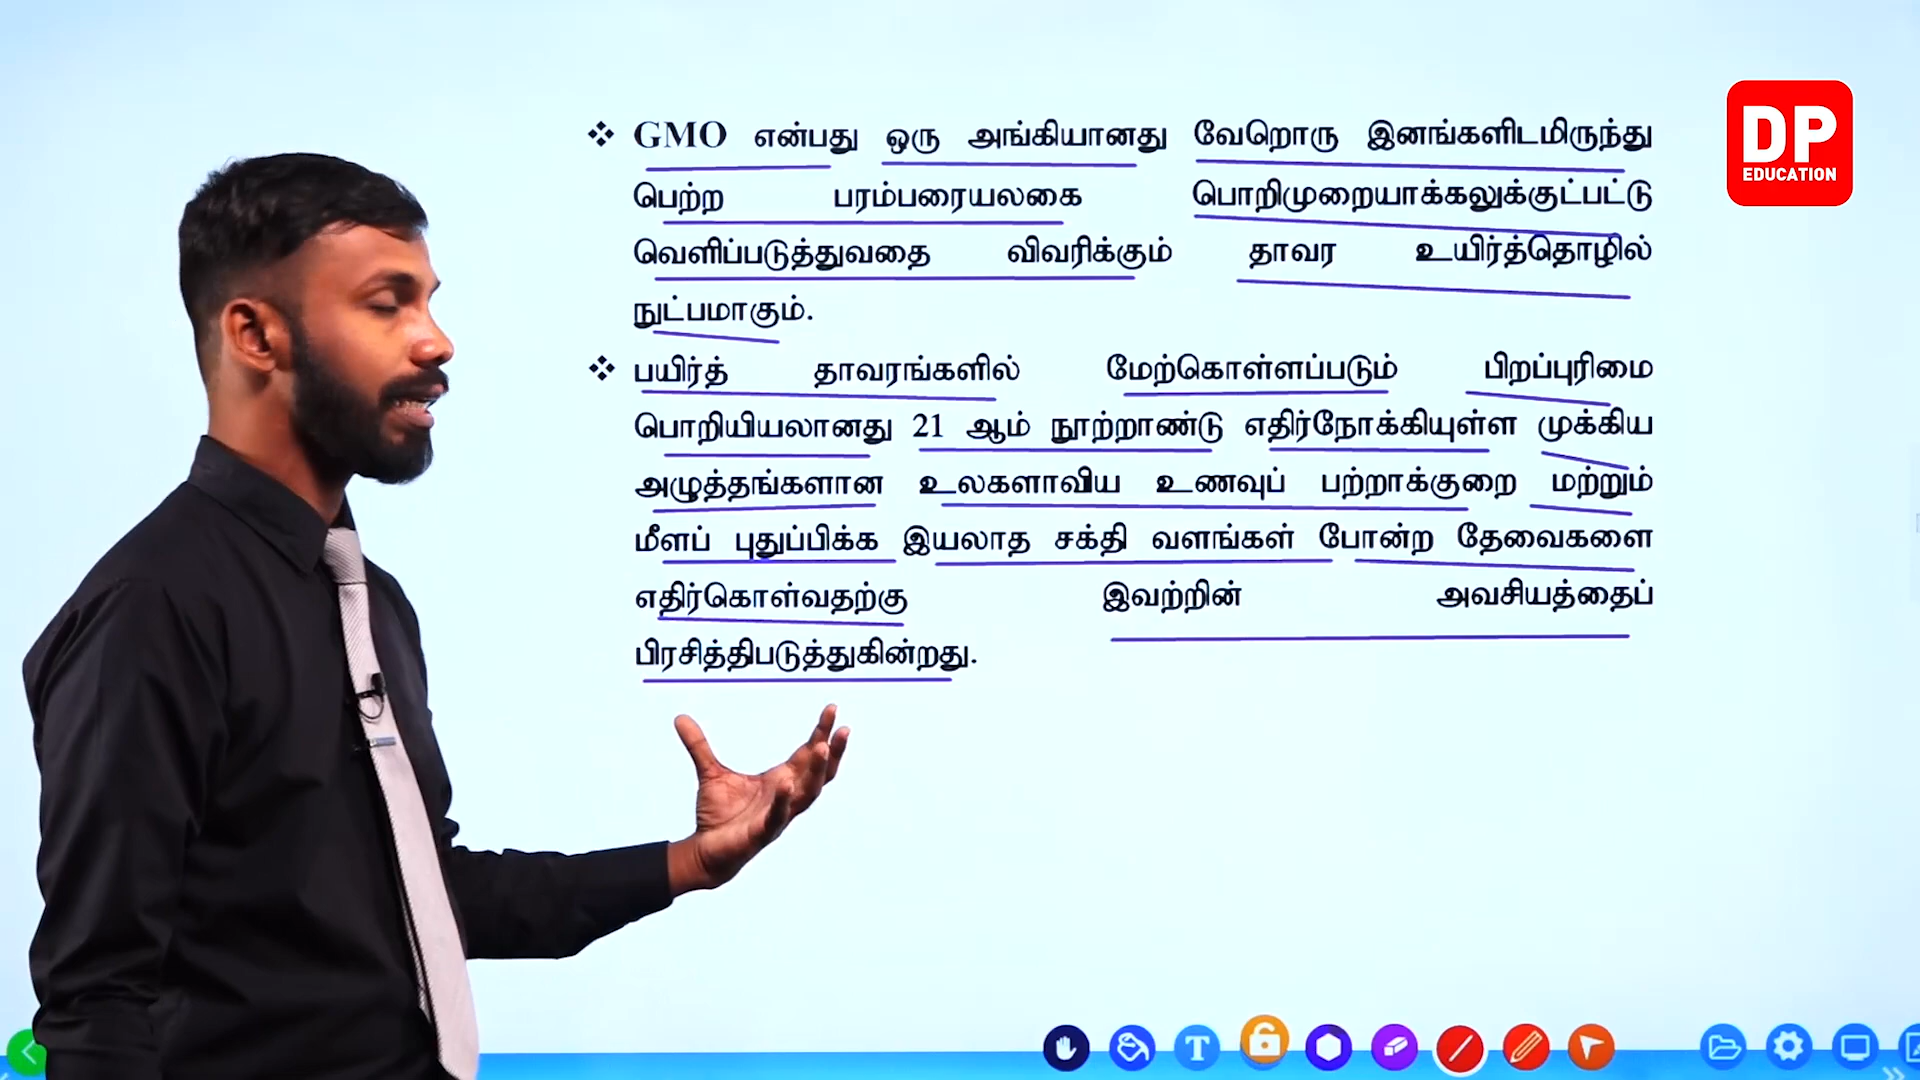 DP
EDUCATION
❖ GMO என்பது ஒரு அங்கியானது வேறொரு இனங்களிடமிருந்து
பெற்ற பரம்பரையலகை பொறிமுறையாக்கலுக்குட்பட்டு
வெளிப்படுத்துவதை விவரிக்கும் தாவர உயிர்த்தொழில்
நுட்பமாகும்.
❖ பயிர்த் தாவரங்களில் மேற்கொள்ளப்படும் பிறப்புரிமை
பொறியியலானது 21 ஆம் நூற்றாண்டு எதிர்நோக்கியுள்ள முக்கிய
அழுத்தங்களான உலகளாவிய உணவுப் பற்றாக்குறை மற்றும்
மீளப் புதுப்பிக்க இயலாத சக்தி வளங்கள் போன்ற தேவைகளை
எதிர்கொள்வதற்கு இவற்றின் அவசியத்தைப்
பிரசித்திபடுத்துகின்றது.
T